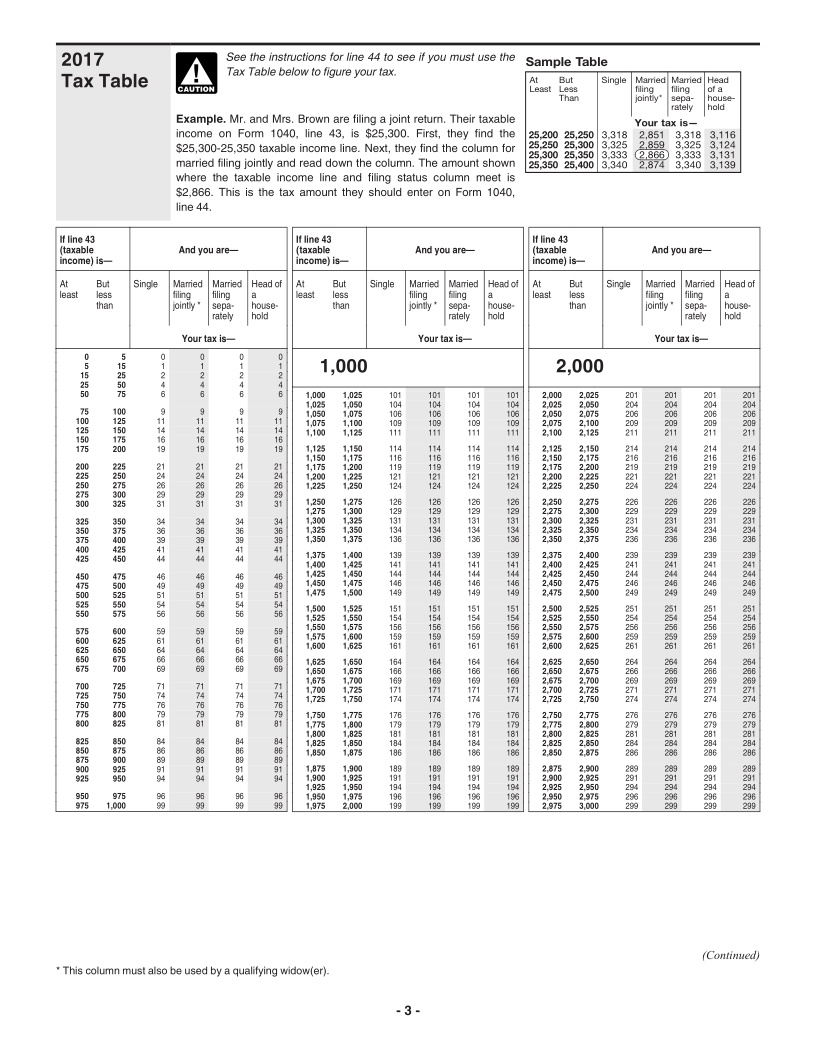 2017
Tax Table
CAUTION
See the instructions for line 44 to see if you must use the
Tax Table below to figure your tax.
Example. Mr. and Mrs. Brown are filing a joint return. Their taxable
income on Form 1040, line 43, is $25,300. First, they find the
$25,300-25,350 taxable income line. Next, they find the column for
married filing jointly and read down the column. The amount shown
where the taxable income line and filing status column meet is
$2,866. This is the tax amount they should enter on Form 1040,
line 44.
Sample Table
At Least But Less Than Single Married filing jointly* Married filing sepa- rately Head of a house- hold
Your tax is—
25,200 25,250 3,318 2,851 3,318 3,116
25,250 25,300 3,325 2,859 3,325 3,124
25,300 25,350 3,333 2,866 3,333 3,131
25,350 25,400 3,340 2,874 3,340 3,139
If line 43 (taxable income) is— And you are—
At least But less than Single Married filing jointly * Married filing sepa- rately Head of a house- hold
Your tax is—
0 5 0 0 0 0
5 15 1 1 1 1
15 25 2 2 2 2
25 50 4 4 4 4
50 75 6 6 6 6
75 100 9 9 9 9
100 125 11 11 11 11
125 150 14 14 14 14
150 175 16 16 16 16
175 200 19 19 19 19
200 225 21 21 21 21
225 250 24 24 24 24
250 275 26 26 26 26
275 300 29 29 29 29
300 325 31 31 31 31
325 350 34 34 34 34
350 375 36 36 36 36
375 400 39 39 39 39
400 425 41 41 41 41
425 450 44 44 44 44
450 475 46 46 46 46
475 500 49 49 49 49
500 525 51 51 51 51
525 550 54 54 54 54
550 575 56 56 56 56
575 600 59 59 59 59
600 625 61 61 61 61
625 650 64 64 64 64
650 675 66 66 66 66
675 700 69 69 69 69
700 725 71 71 71 71
725 750 74 74 74 74
750 775 76 76 76 76
775 800 79 79 79 79
800 825 81 81 81 81
825 850 84 84 84 84
850 875 86 86 86 86
875 900 89 89 89 89
900 925 91 91 91 91
925 950 94 94 94 94
950 975 96 96 96 96
975 1,000 99 99 99 99
If line 43 (taxable income) is— And you are—
At least But less than Single Married filing jointly * Married filing sepa- rately Head of a house- hold
Your tax is—
1,000
1,000 1,025 101 101 101 101
1,025 1,050 104 104 104 104
1,050 1,075 106 106 106 106
1,075 1,100 109 109 109 109
1,100 1,125 111 111 111 111
1,125 1,150 114 114 114 114
1,150 1,175 116 116 116 116
1,175 1,200 119 119 119 119
1,200 1,225 121 121 121 121
1,225 1,250 124 124 124 124
1,250 1,275 126 126 126 126
1,275 1,300 129 129 129 129
1,300 1,325 131 131 131 131
1,325 1,350 134 134 134 134
1,350 1,375 136 136 136 136
1,375 1,400 139 139 139 139
1,400 1,425 141 141 141 141
1,425 1,450 144 144 144 144
1,450 1,475 146 146 146 146
1,475 1,500 149 149 149 149
1,500 1,525 151 151 151 151
1,525 1,550 154 154 154 154
1,550 1,575 156 156 156 156
1,575 1,600 159 159 159 159
1,600 1,625 161 161 161 161
1,625 1,650 164 164 164 164
1,650 1,675 166 166 166 166
1,675 1,700 169 169 169 169
1,700 1,725 171 171 171 171
1,725 1,750 174 174 174 174
1,750 1,775 176 176 176 176
1,775 1,800 179 179 179 179
1,800 1,825 181 181 181 181
1,825 1,850 184 184 184 184
1,850 1,875 186 186 186 186
1,875 1,900 189 189 189 189
1,900 1,925 191 191 191 191
1,925 1,950 194 194 194 194
1,950 1,975 196 196 196 196
1,975 2,000 199 199 199 199
If line 43 (taxable income) is— And you are—
At least But less than Single Married filing jointly * Married filing sepa- rately Head of a house- hold
Your tax is—
2,000
2,000 2,025 201 201 201 201
2,025 2,050 204 204 204 204
2,050 2,075 206 206 206 206
2,075 2,100 209 209 209 209
2,100 2,125 211 211 211 211
2,125 2,150 214 214 214 214
2,150 2,175 216 216 216 216
2,175 2,200 219 219 219 219
2,200 2,225 221 221 221 221
2,225 2,250 224 224 224 224
2,250 2,275 226 226 226 226
2,275 2,300 229 229 229 229
2,300 2,325 231 231 231 231
2,325 2,350 234 234 234 234
2,350 2,375 236 236 236 236
2,375 2,400 239 239 239 239
2,400 2,425 241 241 241 241
2,425 2,450 244 244 244 244
2,450 2,475 246 246 246 246
2,475 2,500 249 249 249 249
2,500 2,525 251 251 251 251
2,525 2,550 254 254 254 254
2,550 2,575 256 256 256 256
2,575 2,600 259 259 259 259
2,600 2,625 261 261 261 261
2,625 2,650 264 264 264 264
2,650 2,675 266 266 266 266
2,675 2,700 269 269 269 269
2,700 2,725 271 271 271 271
2,725 2,750 274 274 274 274
2,750 2,775 276 276 276 276
2,775 2,800 279 279 279 279
2,800 2,825 281 281 281 281
2,825 2,850 284 284 284 284
2,850 2,875 286 286 286 286
2,875 2,900 289 289 289 289
2,900 2,925 291 291 291 291
2,925 2,950 294 294 294 294
2,950 2,975 296 296 296 296
2,975 3,000 299 299 299 299
(Continued)
* This column must also be used by a qualifying widow(er).
- 3 -